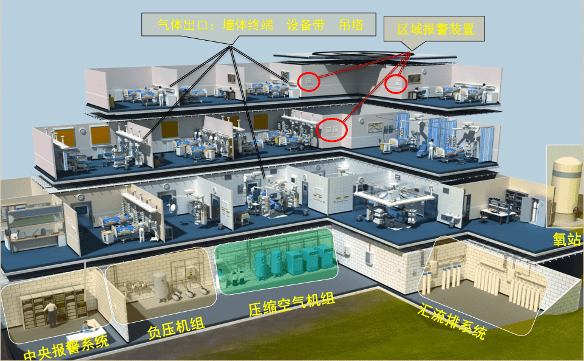 气体出口：墙体终端 设备带 吊塔
区域报警装置
氧站
中央报警系统
负压机组
压缩空气机组
汇流排系统